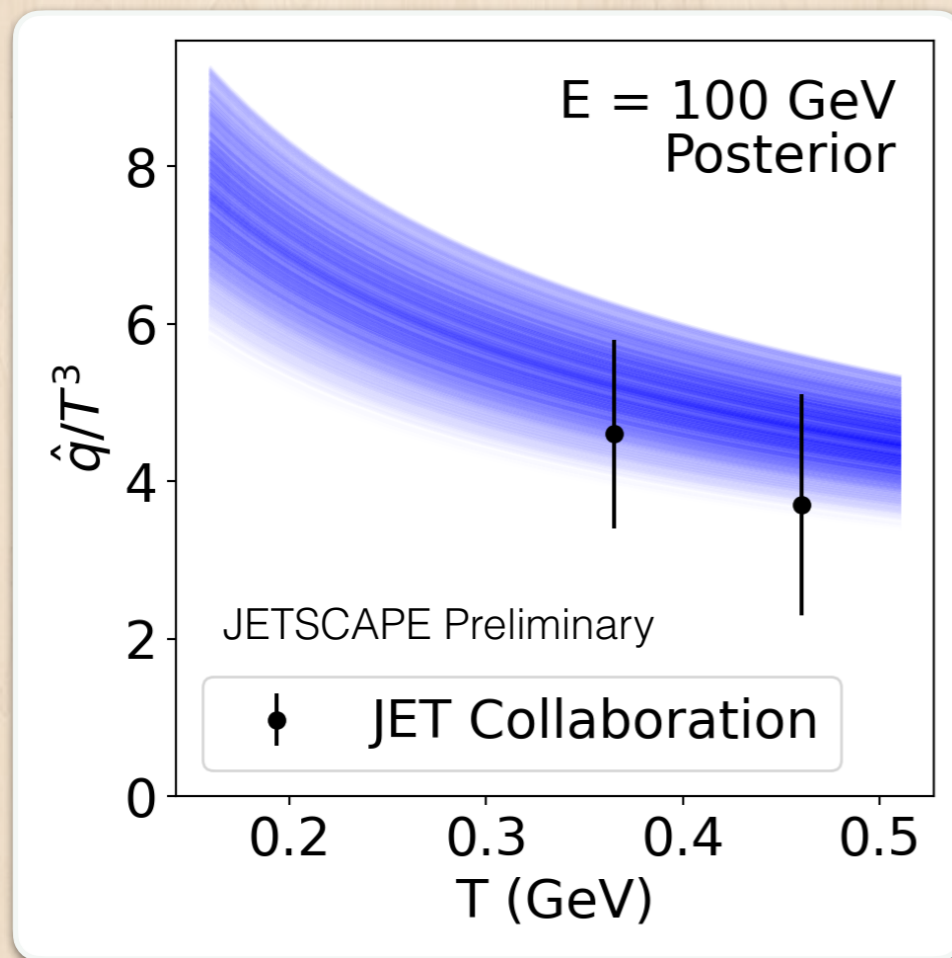 E = 100 GeV
Posterior
8
6
4
2
0
q̂/T³
JETSCAPE Preliminary
JET Collaboration
0.2 0.3 0.4 0.5
T (GeV)